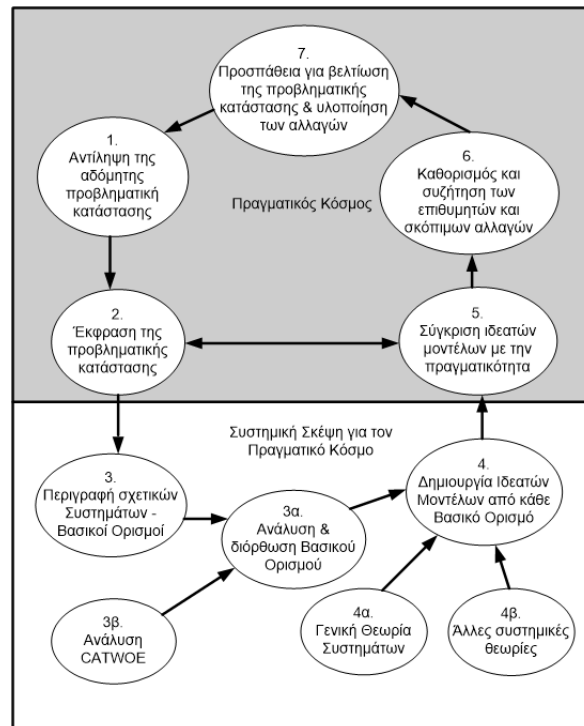 7.
Προσπάθεια για βελτίωση
της προβληματικής
κατάστασης & υλοποίηση
των αλλαγών
1.
Αντίληψη της
αδόμητης
προβληματική
κατάστασης
6.
Καθορισμός και
συζήτηση των
επιθυμητών και
σκόπιμων αλλαγών
Πραγματικός Κόσμος
2.
Έκφραση της
προβληματικής
κατάστασης
5.
Σύγκριση ιδεατών
μοντέλων με την
πραγματικότητα
Συστημική Σκέψη για τον
Πραγματικό Κόσμο
3.
Περιγραφή σχετικών
Συστημάτων -
Βασικοί Ορισμοί
3α.
Ανάλυση &
διόρθωση Βασικού
Ορισμού
4.
Δημιουργία Ιδεατών
Μοντέλων από κάθε
Βασικό Ορισμό
3β.
Ανάλυση
CATWOE
4α.
Γενική Θεωρία
Συστημάτων
4β.
Άλλες συστημικές
θεωρίες